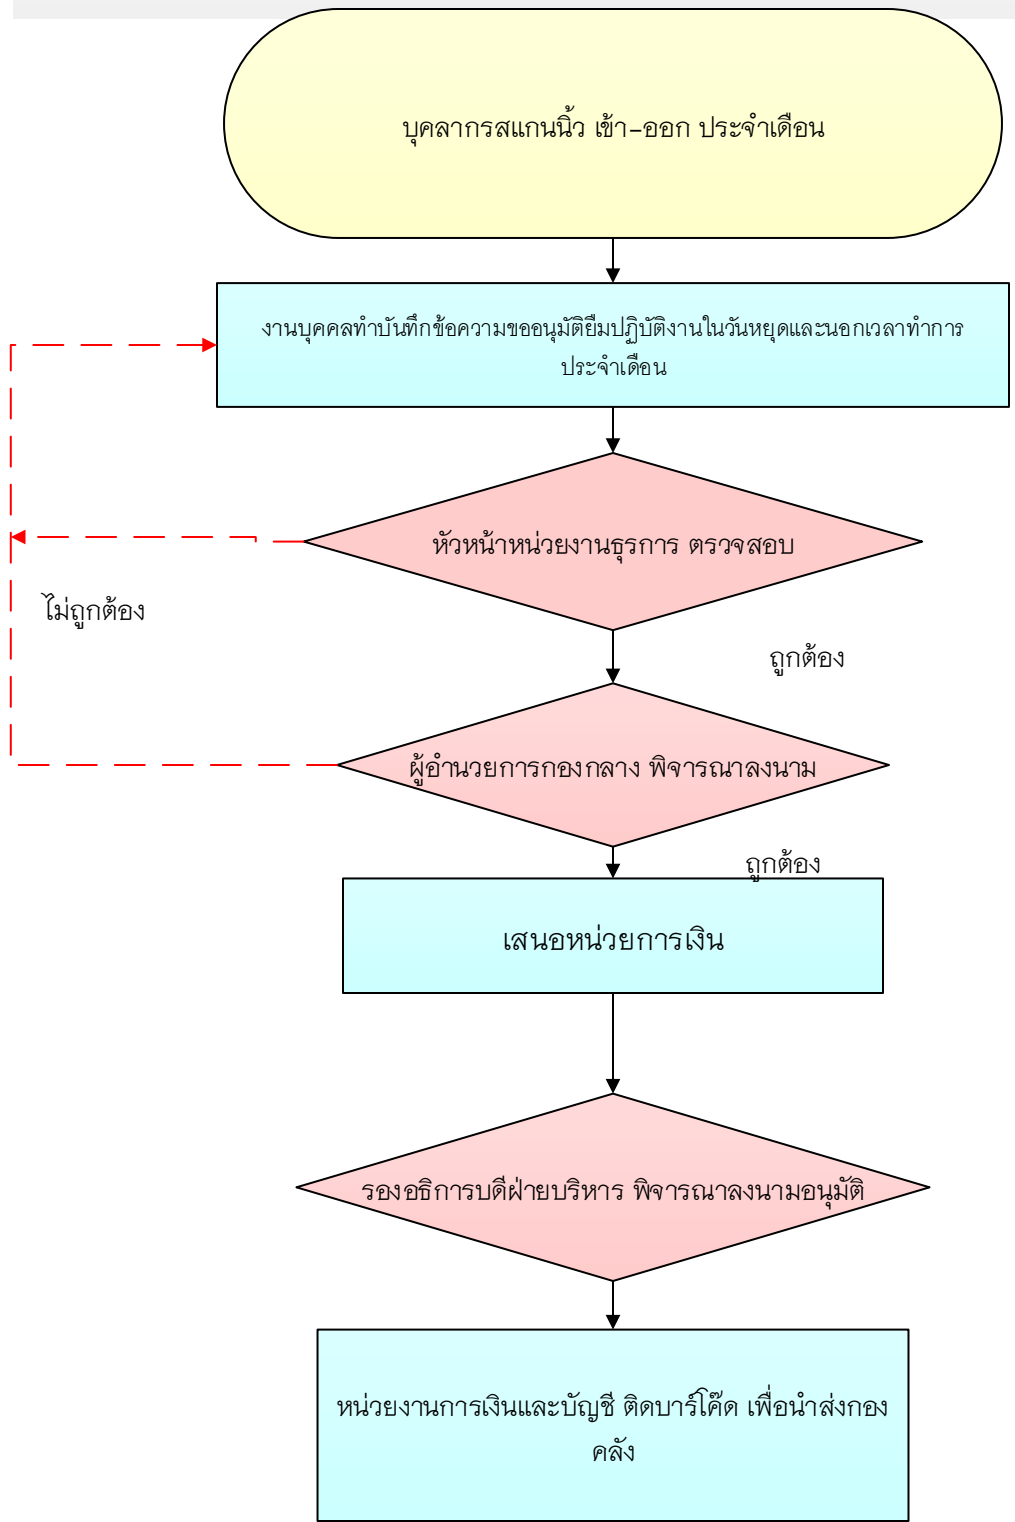 บุคลากรสแกนนิ้ว เข้า-ออก ประจำเดือน
งานบุคคลทำบันทึกข้อความขออนุมัติยืมปฏิบัติงานในวันหยุดและนอกเวลาทำการ
ประจำเดือน
หัวหน้าหน่วยงานธุรการ ตรวจสอบ
ไม่ถูกต้อง
ถูกต้อง
ผู้อำนวยการกองกลาง พิจารณาลงนาม
ถูกต้อง
เสนอหน่วยการเงิน
รองอธิการบดีฝ่ายบริหาร พิจารณาลงนามอนุมัติ
หน่วยงานการเงินและบัญชี ติดบาร์โค๊ด เพื่อนำส่งกอง
คลัง